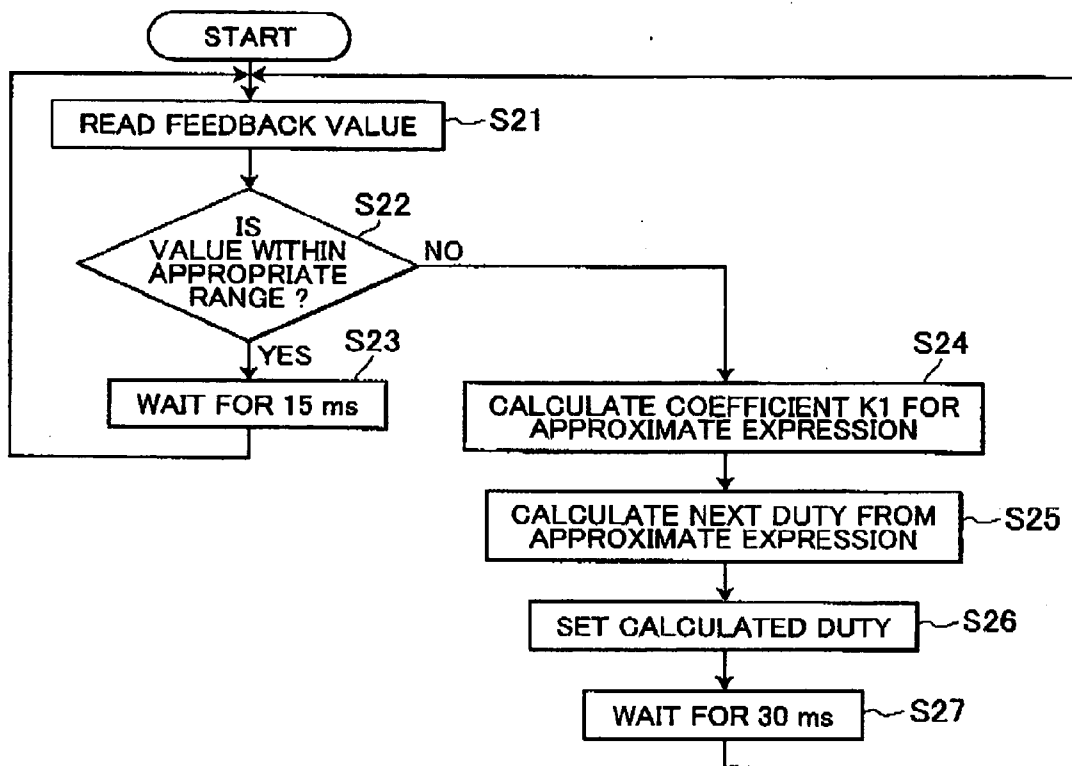 START
READ FEEDBACK VALUE
S21
S22
IS
VALUE WITHIN
APPROPRIATE
RANGE ?
NO
YES
S23
WAIT FOR 15 ms
S24
CALCULATE COEFFICIENT K1 FOR
APPROXIMATE EXPRESSION
CALCULATE NEXT DUTY FROM
APPROXIMATE EXPRESSION
S25
SET CALCULATED DUTY
S26
WAIT FOR 30 ms
S27